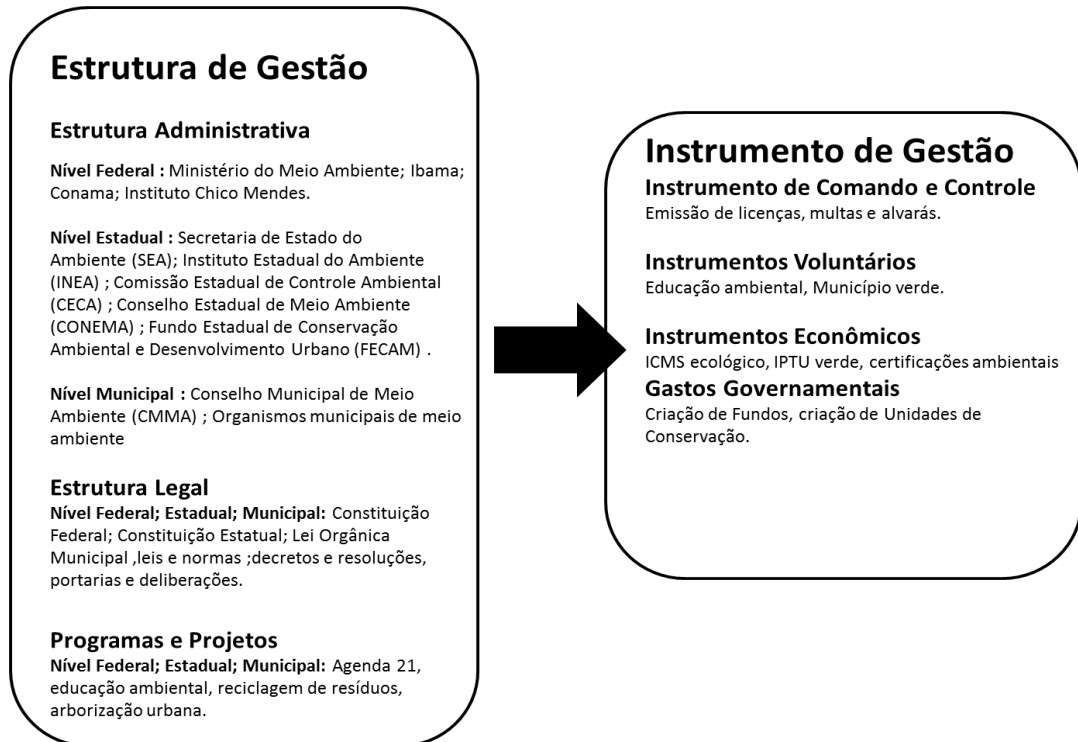 Estrutura de Gestão
Estrutura Administrativa
Nível Federal : Ministério do Meio Ambiente; Ibama;
Conama; Instituto Chico Mendes.
Nível Estadual : Secretaria de Estado do
Ambiente (SEA); Instituto Estadual do Ambiente
(INEA) ; Comissão Estadual de Controle Ambiental
(CECA) ; Conselho Estadual de Meio Ambiente
(CONEMA) ; Fundo Estadual de Conservação
Ambiental e Desenvolvimento Urbano (FECAM) .
Nível Municipal : Conselho Municipal de Meio
Ambiente (CMMA) ; Organismos municipais de meio
ambiente
Estrutura Legal
Nível Federal; Estadual; Municipal: Constituição
Federal; Constituição Estatual; Lei Orgânica
Municipal ,leis e normas ;decretos e resoluções,
portarias e deliberações.
Programas e Projetos
Nível Federal; Estadual; Municipal: Agenda 21,
educação ambiental, reciclagem de resíduos,
arborização urbana.
Instrumento de Gestão
Instrumento de Comando e Controle
Emissão de licenças, multas e alvarás.
Instrumentos Voluntários
Educação ambiental, Município verde.
Instrumentos Econômicos
ICMS ecológico, IPTU verde, certificações ambientais
Gastos Governamentais
Criação de Fundos, criação de Unidades de
Conservação.